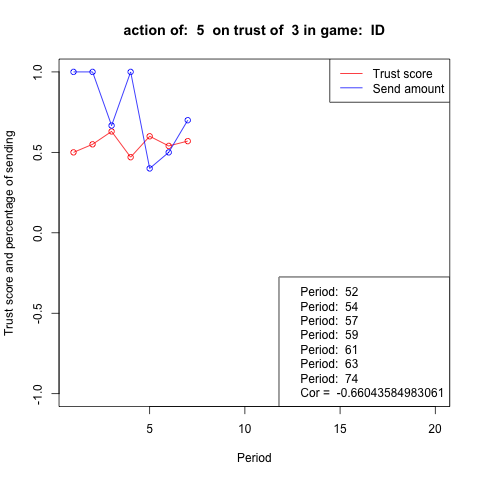 action of:  5  on trust of  3 in game:  ID
Trust score and percentage of sending
1.0
0.5
0.0
-0.5
-1.0
Trust score
Send amount
Period:  52
Period:  54
Period:  57
Period:  59
Period:  61
Period:  63
Period:  74
Cor =  -0.66043584983061
5
10
15
20
Period